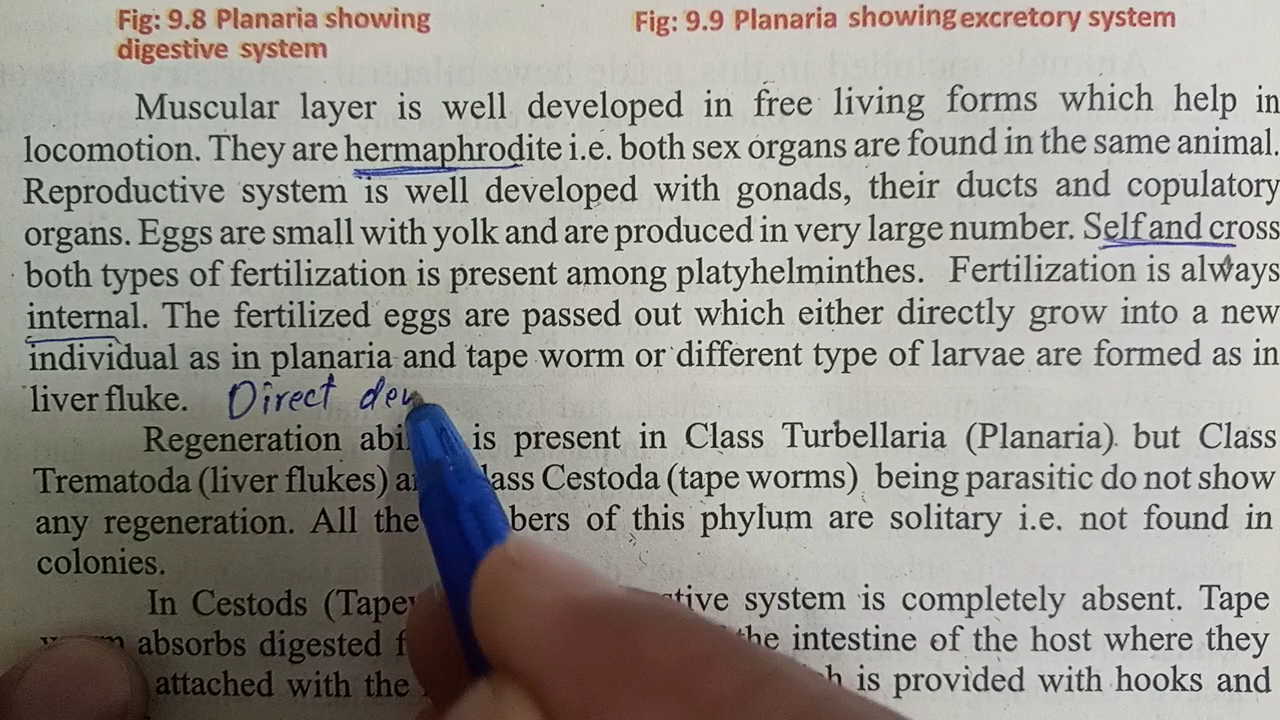 Fig: 9.8 Planaria showing
digestive system
Fig: 9.9 Planaria showing excretory system
Muscular layer is well developed in free living forms which help in
locomotion. They are hermaphrodite i.e. both sex organs are found in the same animal.
Reproductive system is well developed with gonads, their ducts and copulatory
organs. Eggs are small with yolk and are produced in very large number. Self and cross
both types of fertilization is present among platyhelminthes. Fertilization is always
internal. The fertilized eggs are passed out which either directly grow into a new
individual as in planaria and tape worm or different type of larvae are formed as in
liver fluke. Direct dev
Regeneration abi is present in Class Turbellaria (Planaria) but Class
Trematoda (liver flukes) a ass Cestoda (tape worms) being parasitic do not show
any regeneration. All the bers of this phylum are solitary i.e. not found in
colonies.
In Cestods (Tape tive system is completely absent. Tape
absorbs digested f the intestine of the host where they
attached with the is provided with hooks and